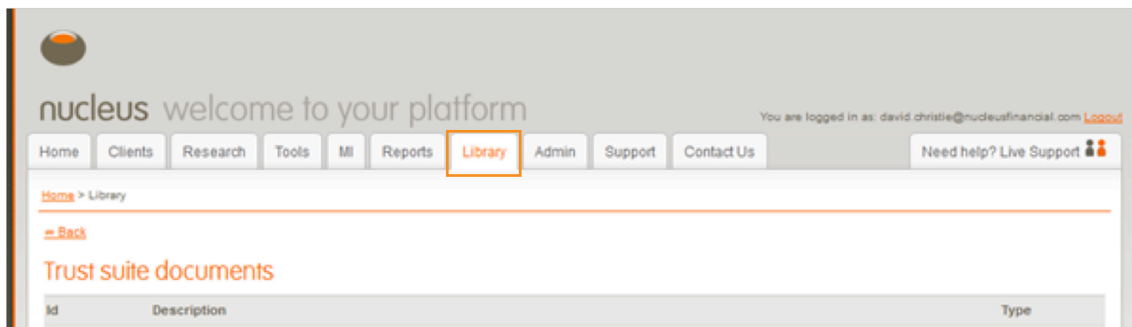 nucleus welcome to your platform
You are logged in as: david.christie@nucleusfinancial.com Logout
Home Clients Research Tools MI Reports Library Admin Support Contact Us Need help? Live Support
Home > Library
« Back
Trust suite documents
Id Description Type